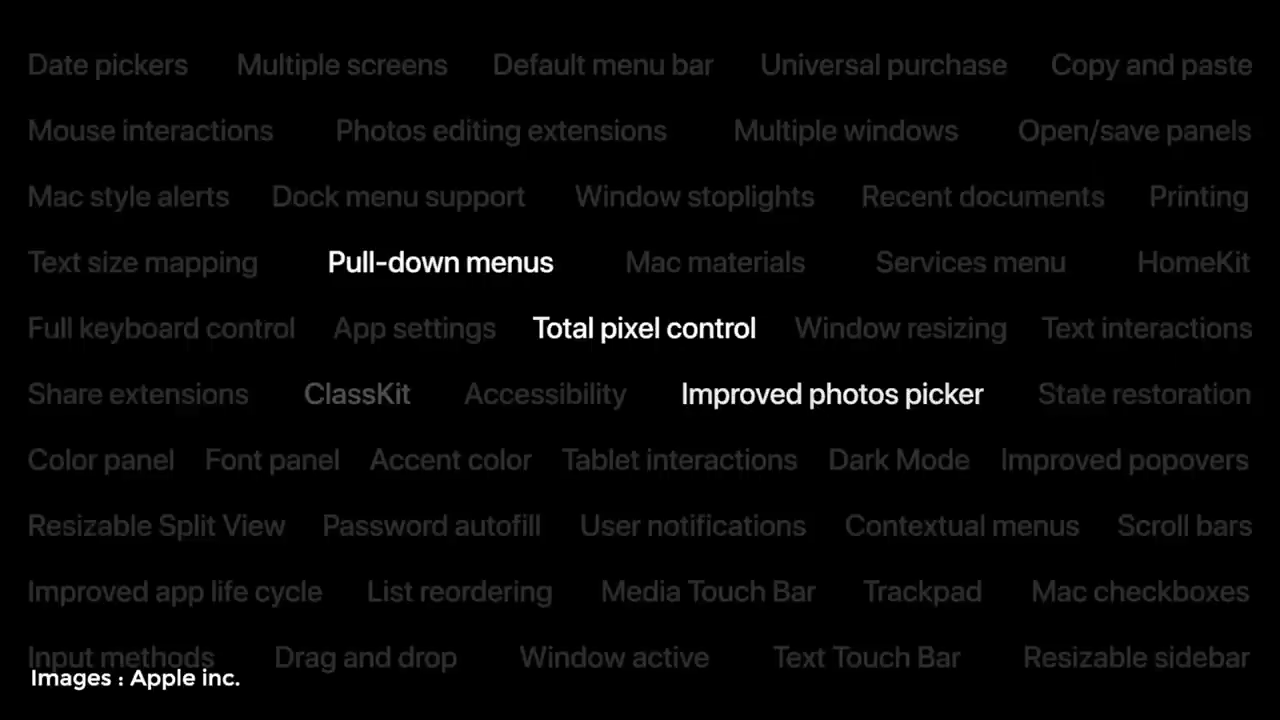 Date pickers Multiple screens Default menu bar Universal purchase Copy and paste
Mouse interactions Photos editing extensions Multiple windows Open/save panels
Mac style alerts Dock menu support Window stoplights Recent documents Printing
Text size mapping Pull-down menus Mac materials Services menu HomeKit
Full keyboard control App settings Total pixel control Window resizing Text interactions
Share extensions ClassKit Accessibility Improved photos picker State restoration
Color panel Font panel Accent color Tablet interactions Dark Mode Improved popovers
Resizable Split View Password autofill User notifications Contextual menus Scroll bars
Improved app life cycle List reordering Media Touch Bar Trackpad Mac checkboxes
Input methods Drag and drop Window active Text Touch Bar Resizable sidebar
Images : Apple inc.